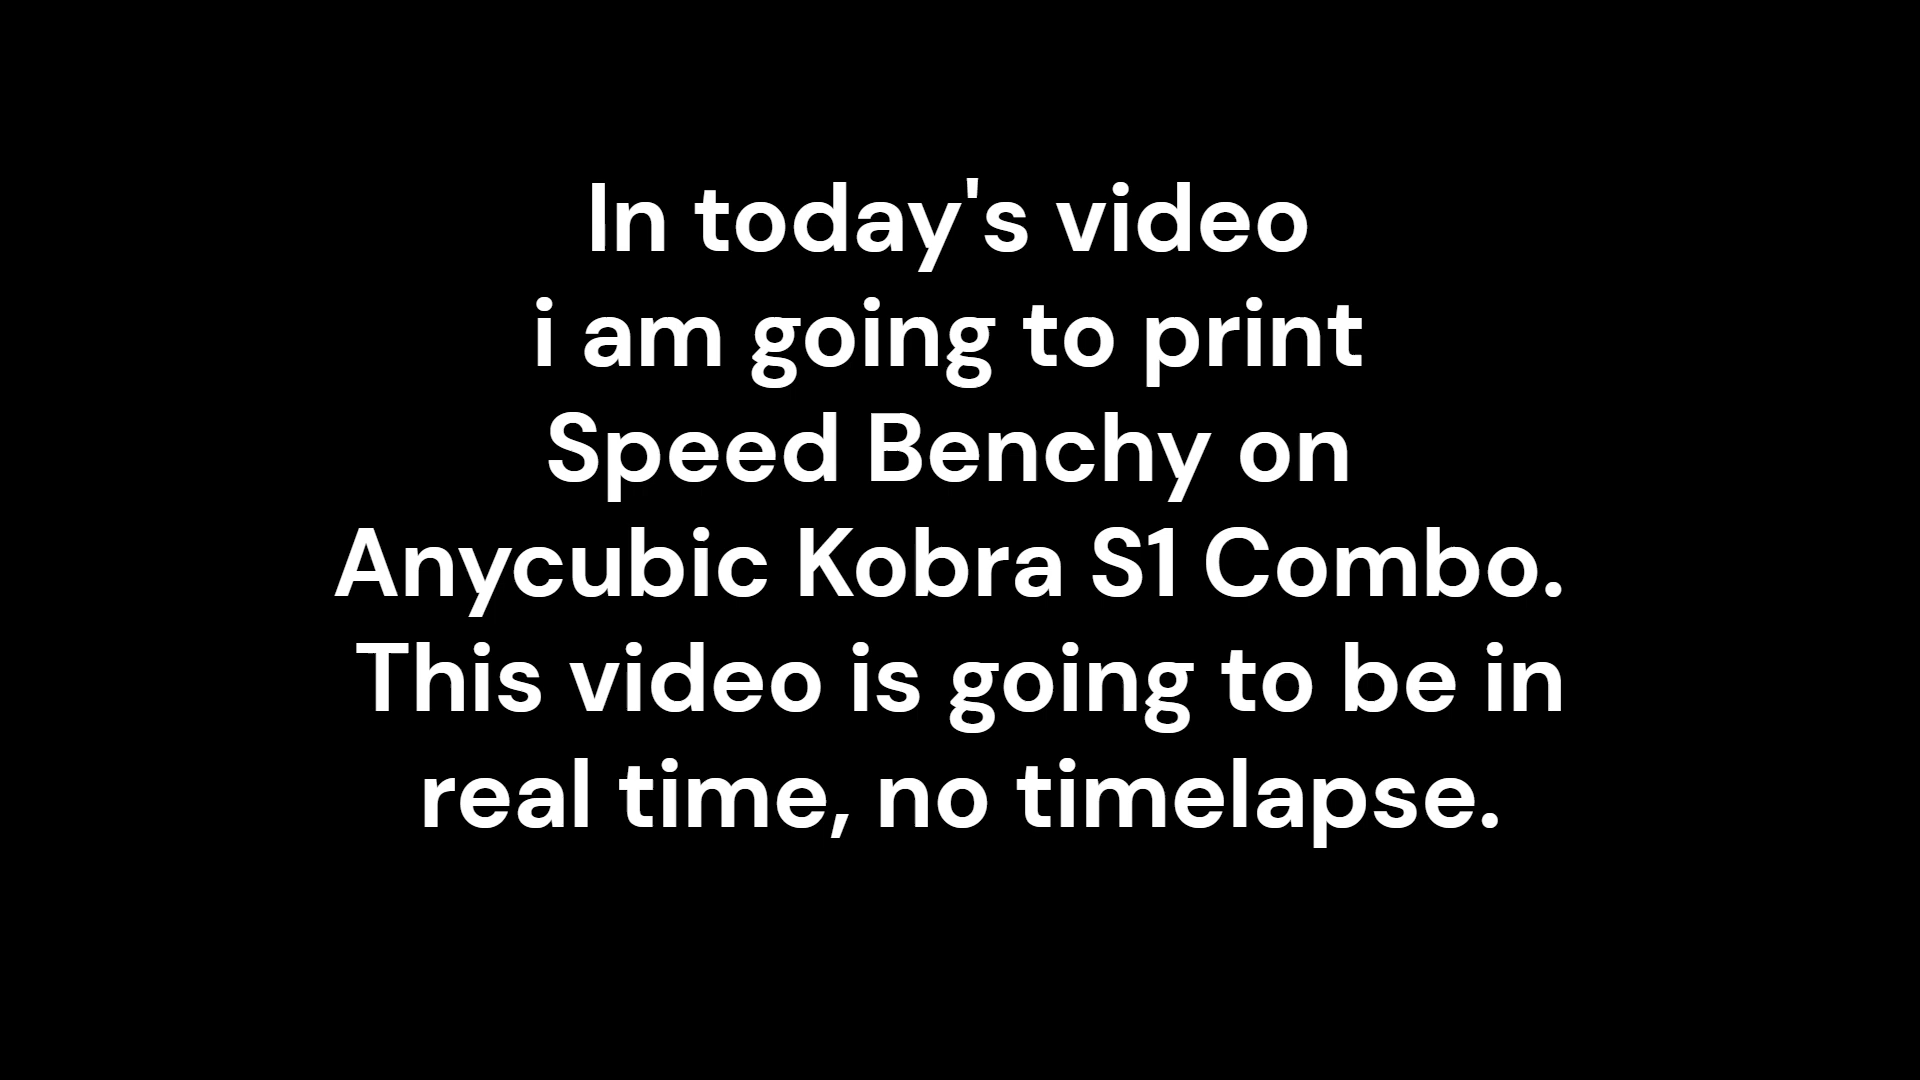 In today's video
i am going to print
Speed Benchy on
Anycubic Kobra S1 Combo.
This video is going to be in
real time, no timelapse.